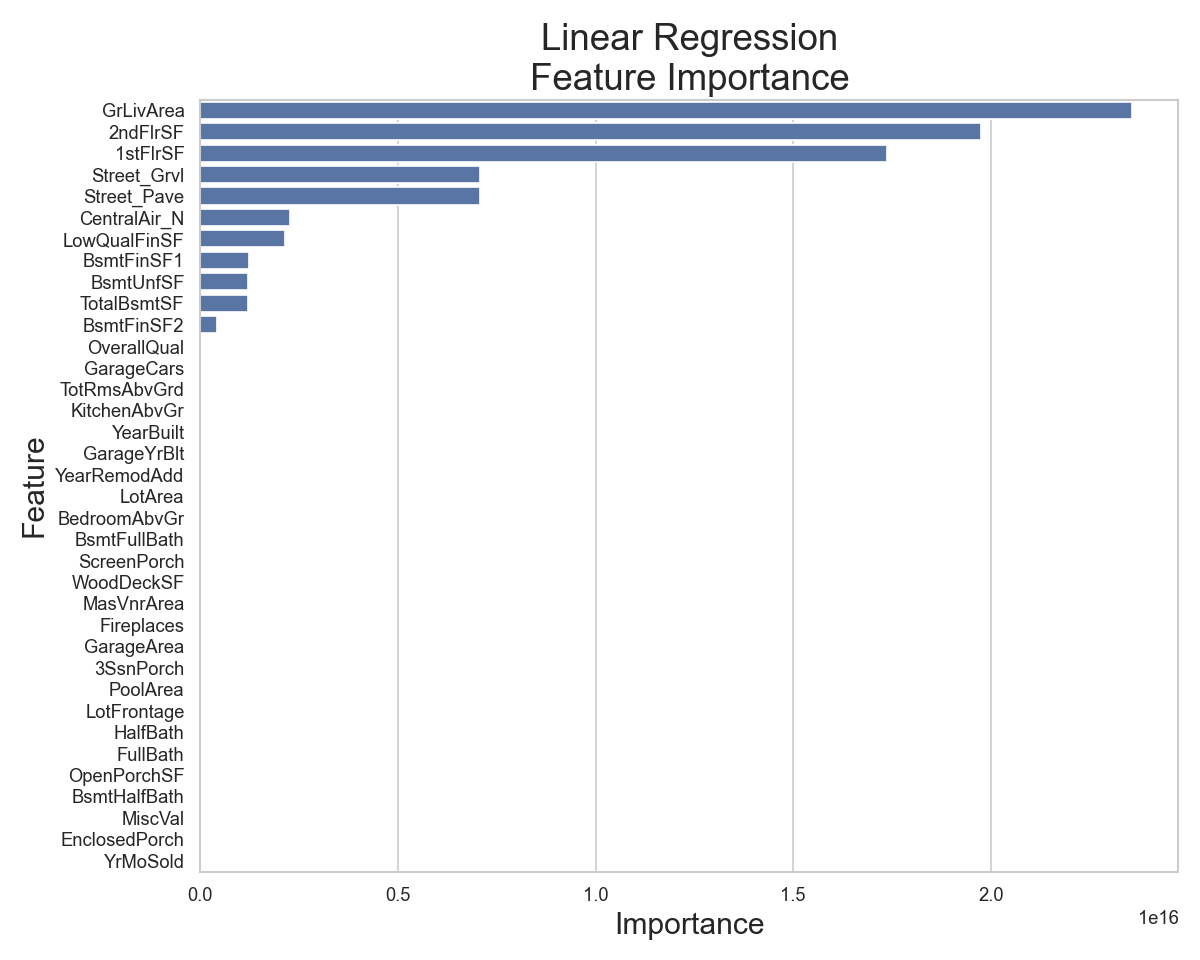 Linear Regression
Feature Importance
GrLivArea
2ndFlrSF
1stFlrSF
Street_Grvl
Street_Pave
CentralAir_N
LowQualFinSF
BsmtFinSF1
BsmtUnfSF
TotalBsmtSF
BsmtFinSF2
OverallQual
GarageCars
TotRmsAbvGrd
KitchenAbvGr
YearBuilt
GarageYrBlt
YearRemodAdd
LotArea
BedroomAbvGr
BsmtFullBath
ScreenPorch
WoodDeckSF
MasVnrArea
Fireplaces
GarageArea
3SsnPorch
PoolArea
LotFrontage
HalfBath
FullBath
OpenPorchSF
BsmtHalfBath
MiscVal
EnclosedPorch
YrMoSold
Feature
0.0 0.5 1.0 1.5 2.0
1e16
Importance